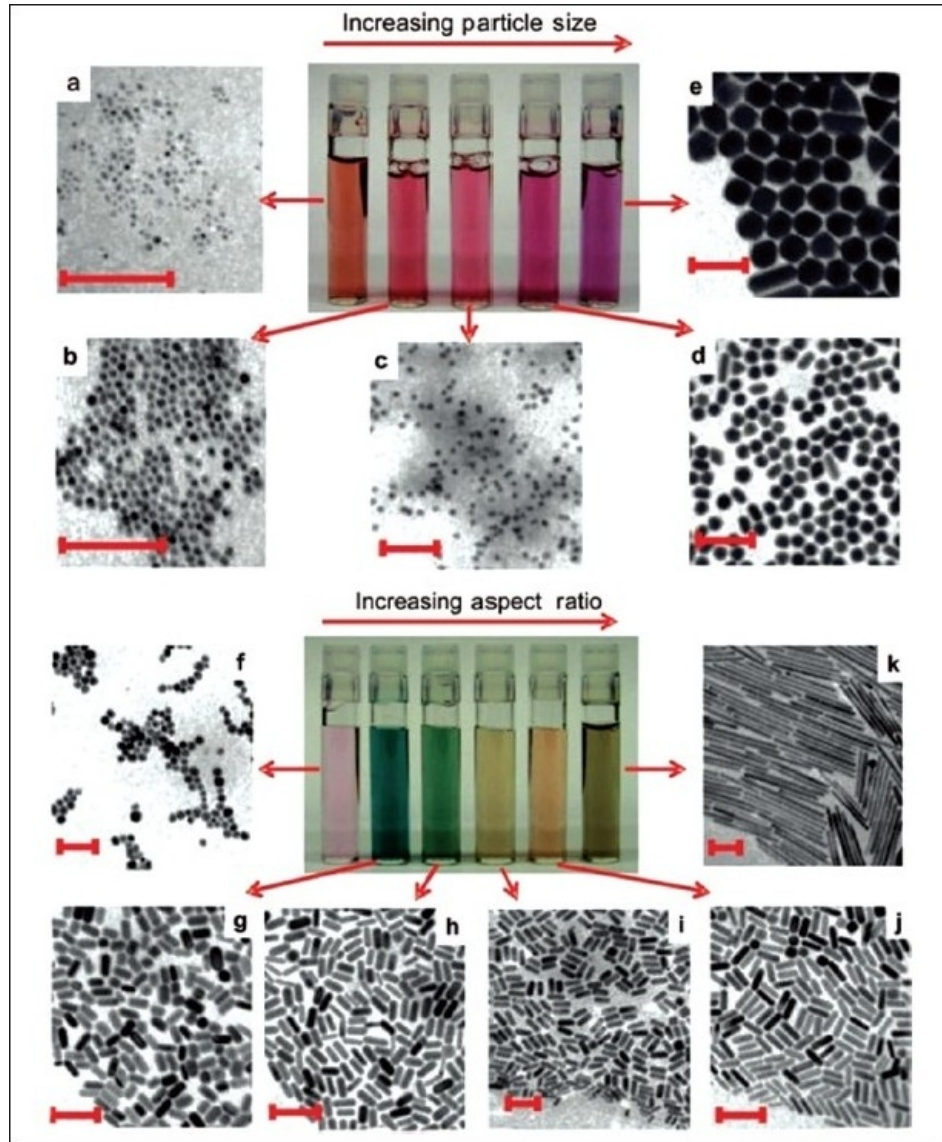 Increasing particle size
a
e
b
c
d
Increasing aspect ratio
f
k
g
h
i
j